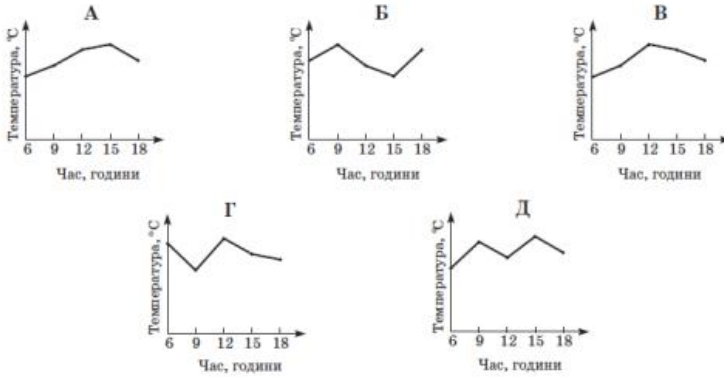 А
Температура, °С
6 9 12 15 18
Час, години
Б
Температура, °С
6 9 12 15 18
Час, години
В
Температура, °С
6 9 12 15 18
Час, години
Г
Температура, °С
6 9 12 15 18
Час, години
Д
Температура, °С
6 9 12 15 18
Час, години